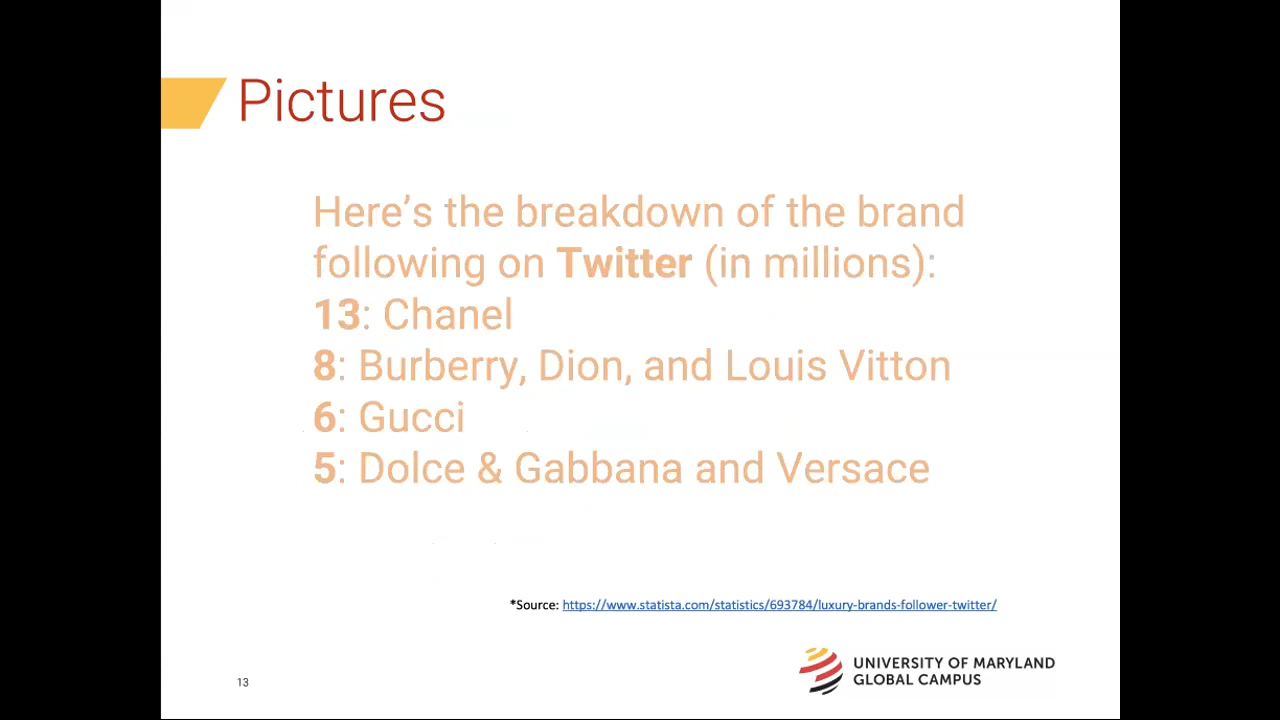 Pictures
Here’s the breakdown of the brand
following on Twitter (in millions):
13: Chanel
8: Burberry, Dion, and Louis Vitton
6: Gucci
5: Dolce & Gabbana and Versace
*Source: https://www.statista.com/statistics/693784/luxury-brands-follower-twitter/
13
UNIVERSITY OF MARYLAND
GLOBAL CAMPUS